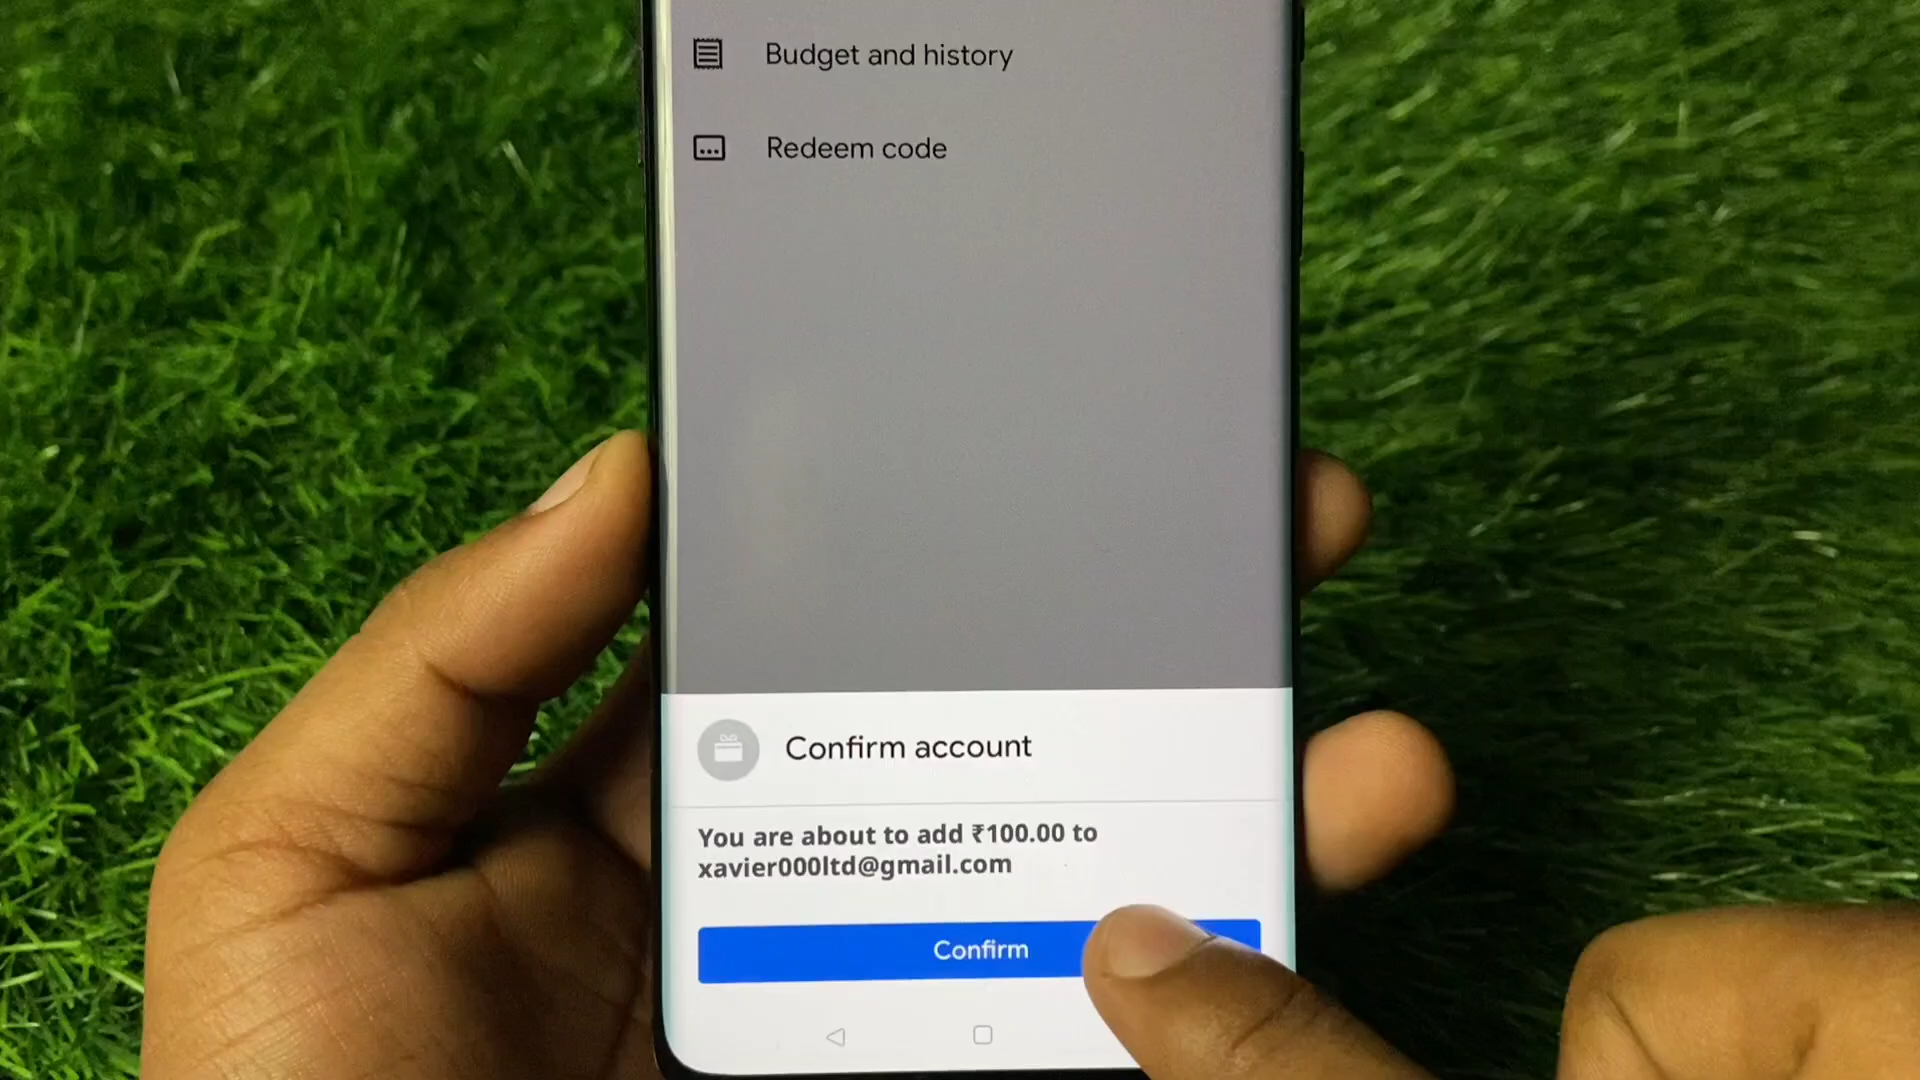 Budget and history
Redeem code
Confirm account
You are about to add ₹100.00 to
xavier000ltd@gmail.com
Confirm